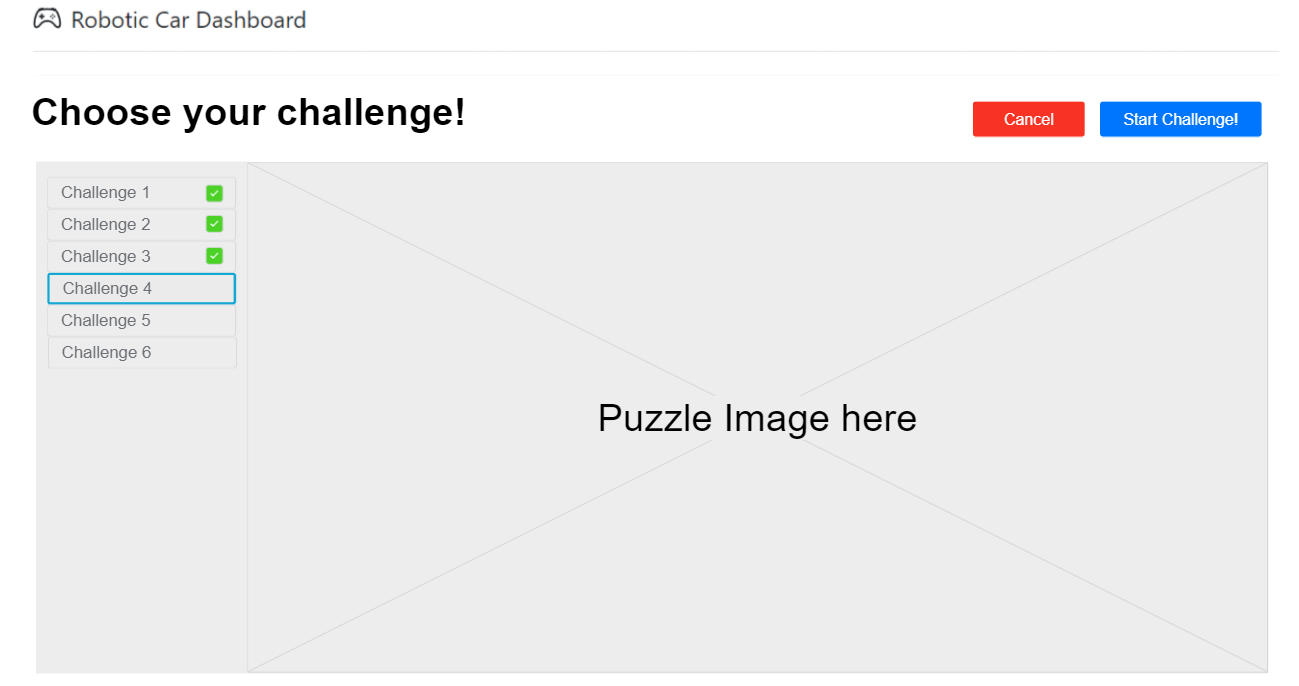 Robotic Car Dashboard
Choose your challenge!
Cancel
Start Challenge!
Challenge 1
Challenge 2
Challenge 3
Challenge 4
Challenge 5
Challenge 6
Puzzle Image here